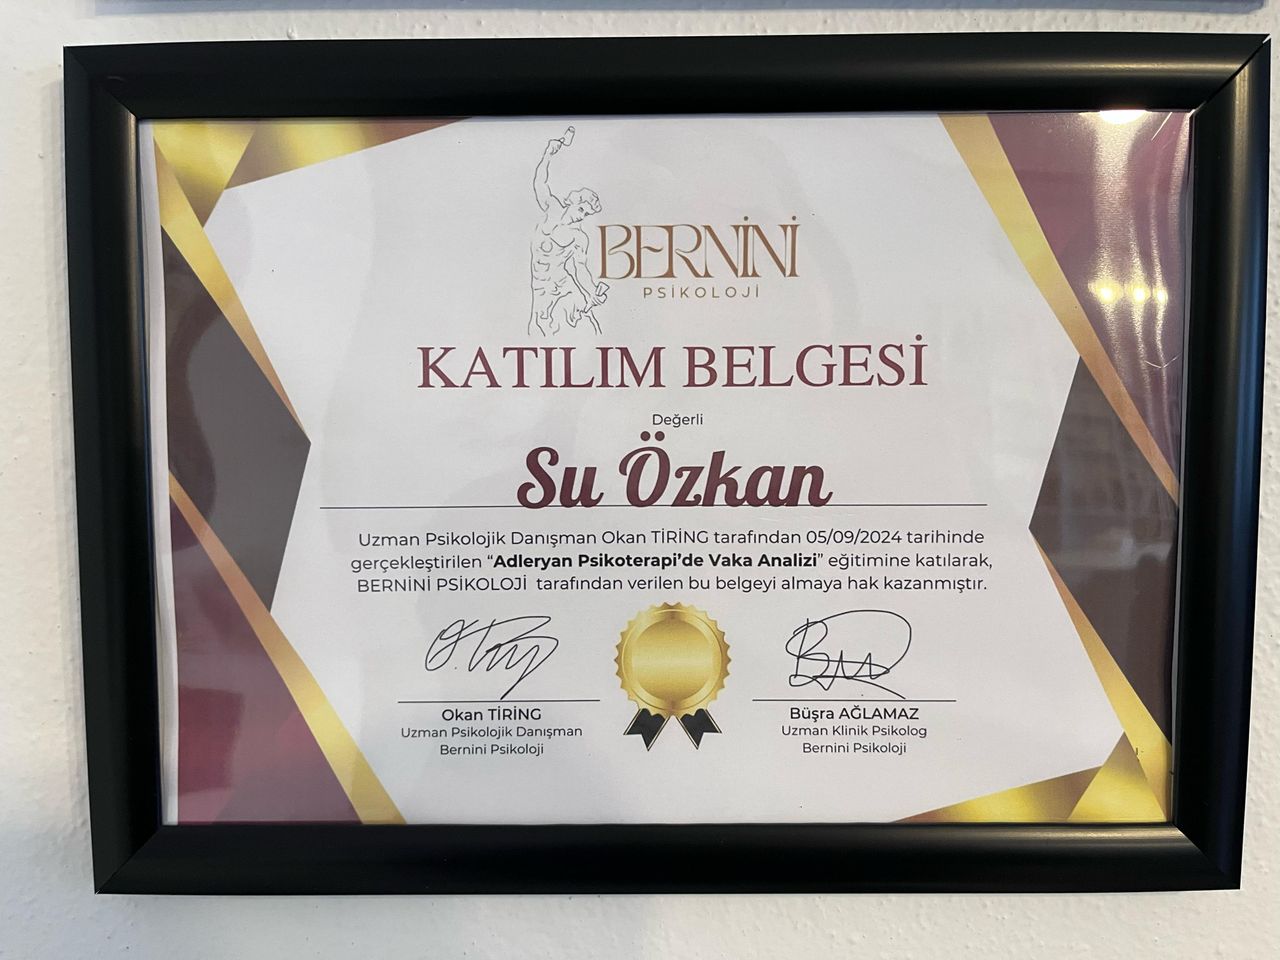 BERNİNİ
PSİKOLOJİ
KATILIM BELGESİ
Değerli
Su Özkan
Uzman Psikolojik Danışman Okan TİRİNG tarafından 05/09/2024 tarihinde
gerçekleştirilen “Adleryan Psikoterapi’de Vaka Analizi” eğitimine katılarak,
BERNİNİ PSİKOLOJİ tarafından verilen bu belgeyi almaya hak kazanmıştır.
Okan TİRİNG
Uzman Psikolojik Danışman
Bernini Psikoloji
Büşra AĞLAMAZ
Uzman Klinik Psikolog
Bernini Psikoloji